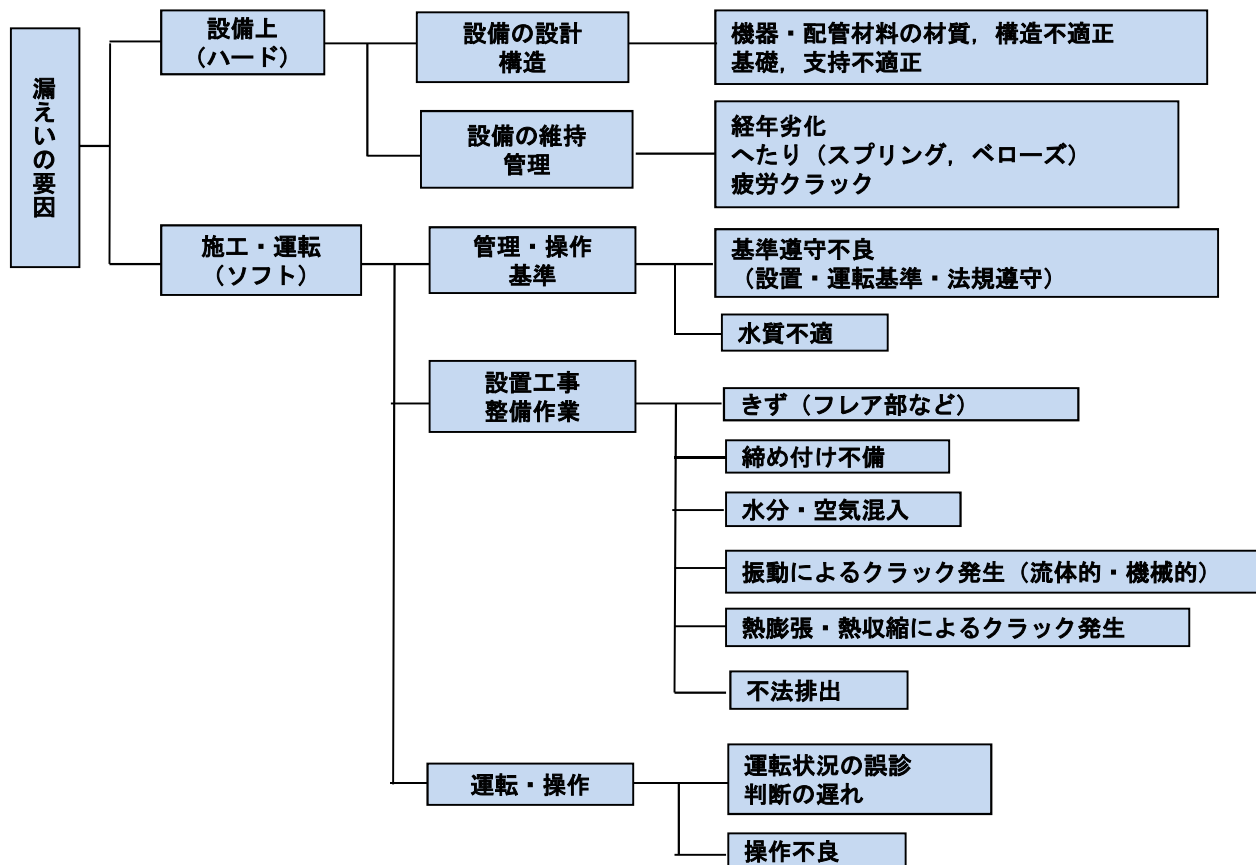 漏えいの要因
設備上
（ハード）
設備の設計
構造
機器・配管材料の材質，構造不適正
基礎，支持不適正
設備の維持
管理
経年劣化
へたり（スプリング，ベローズ）
疲労クラック
施工・運転
（ソフト）
管理・操作
基準
基準遵守不良
（設置・運転基準・法規遵守）
水質不適
設置工事
整備作業
きず（フレア部など）
締め付け不備
水分・空気混入
振動によるクラック発生（流体的・機械的）
熱膨張・熱収縮によるクラック発生
不法排出
運転・操作
運転状況の誤診
判断の遅れ
操作不良